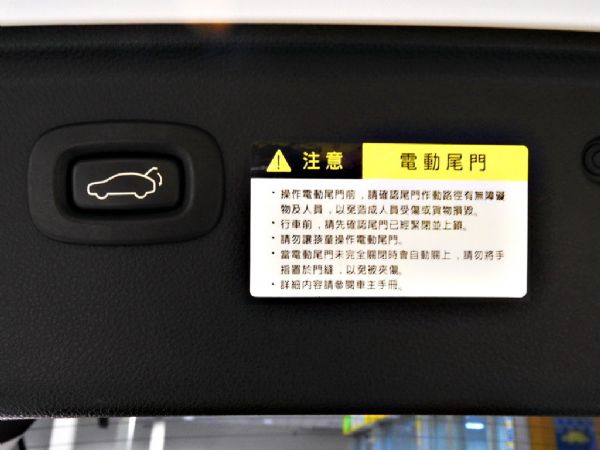 注意 電動尾門
・操作電動尾門前，請確認尾門作動路徑有無障礙
物及人員，以免造成人員受傷或貨物損毀。
・行車前，請先確認尾門已經緊閉並上鎖。
・請勿讓孩童操作電動尾門。
・當電動尾門未完全關閉時會自動關上，請勿將手
指置於門縫，以免被夾傷。
・詳細內容請參閱車主手冊。